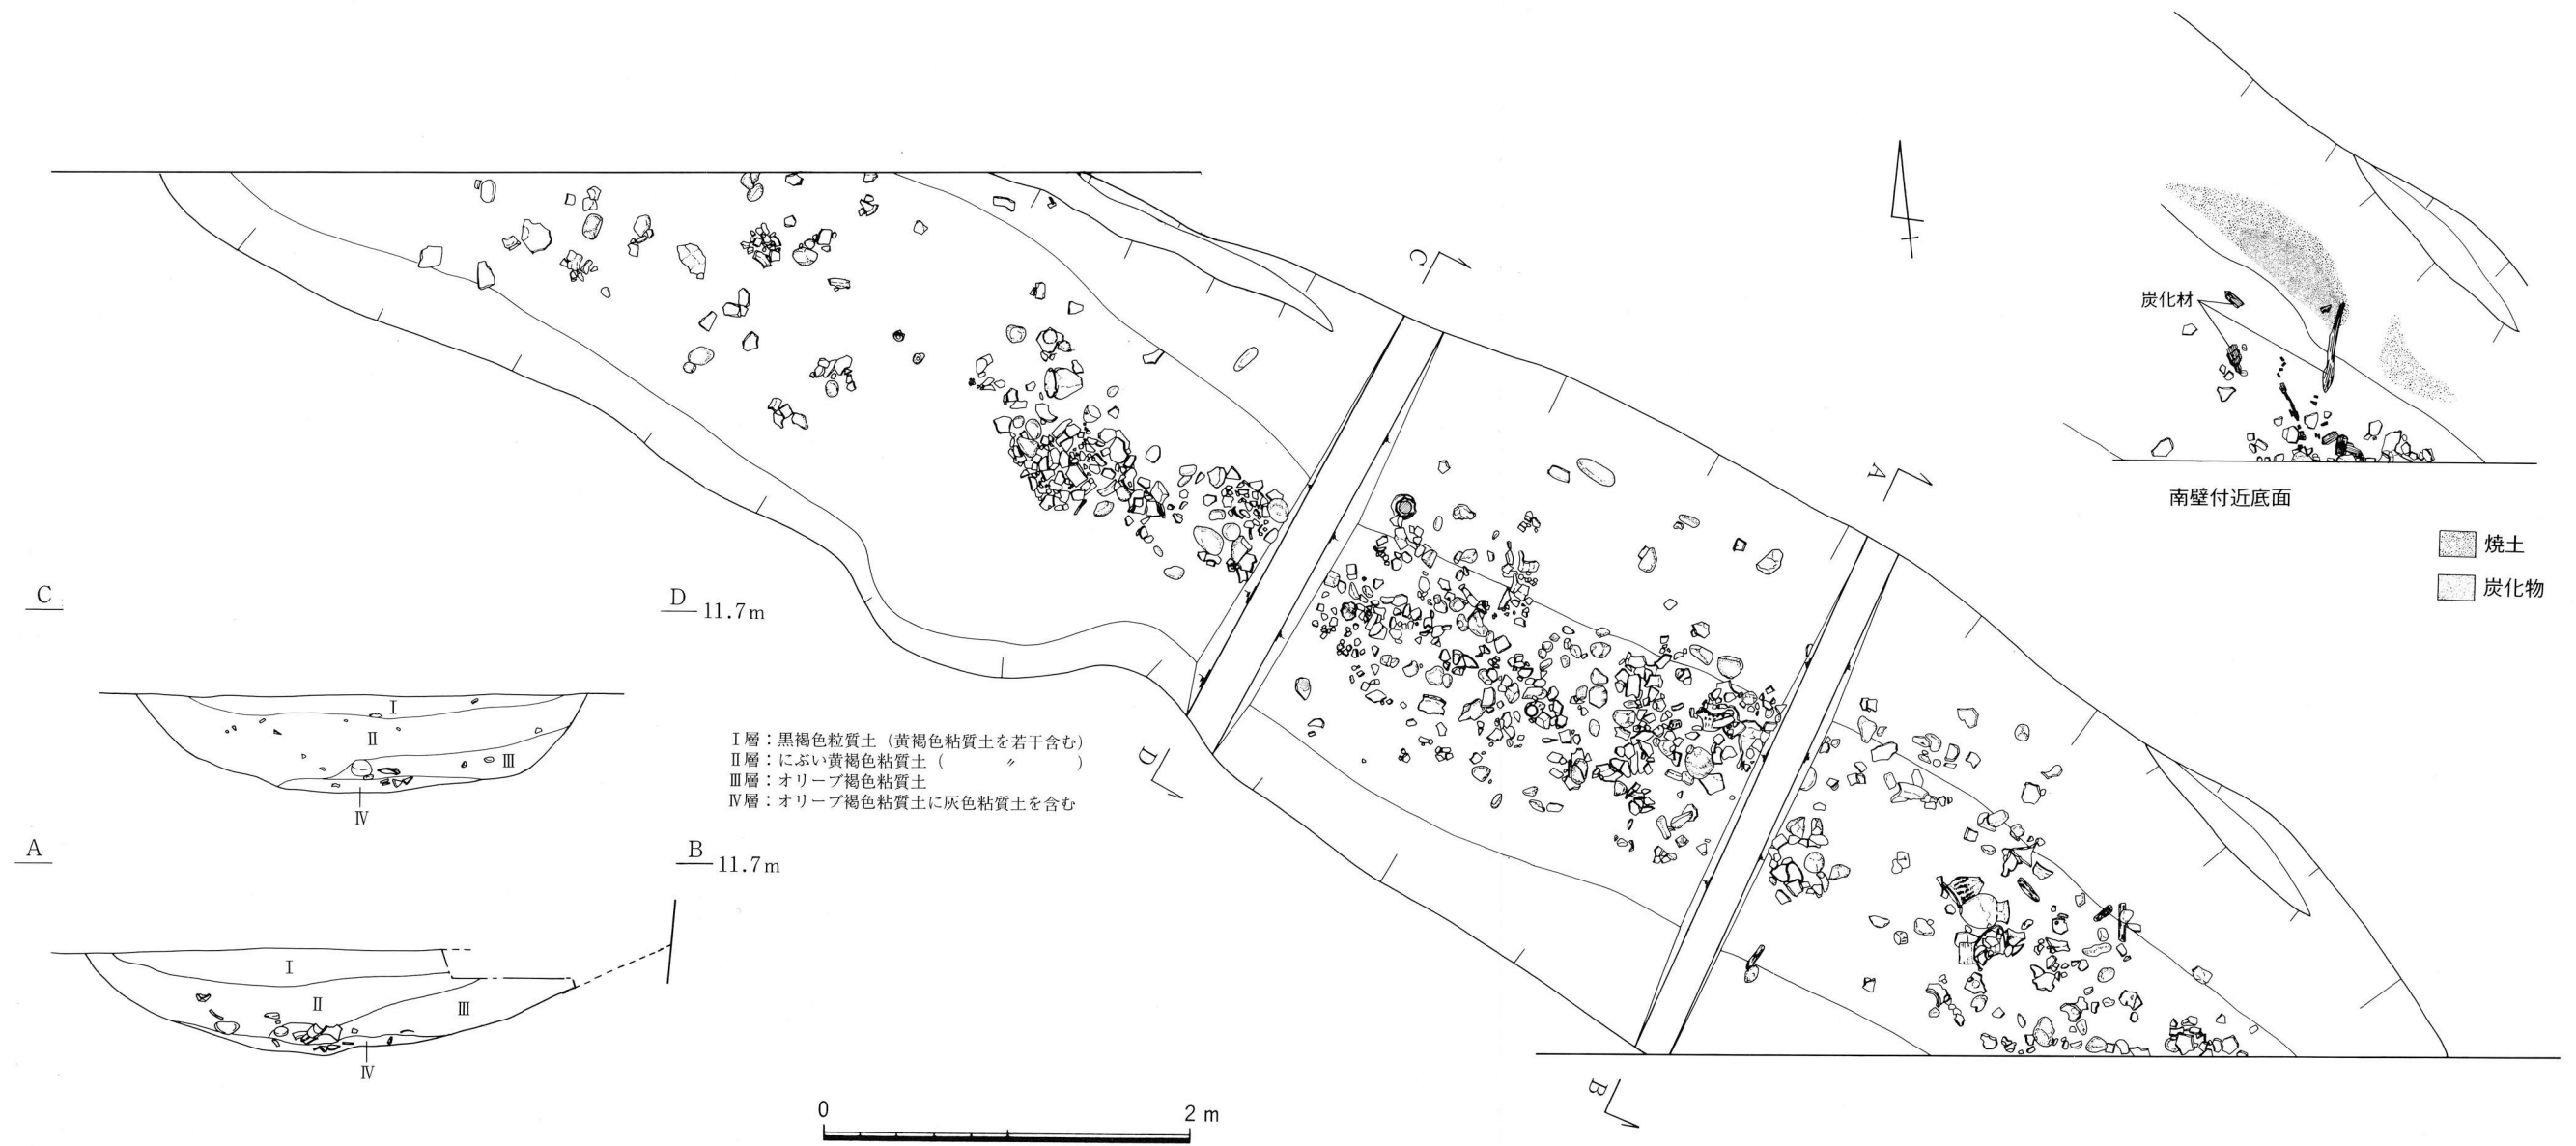 C
A
炭化材
南壁付近底面
焼土
炭化物
C
D
11.7m
Ⅰ
Ⅱ
Ⅲ
Ⅳ
Ⅰ層:黒褐色粒質土(黄褐色粘質土を若干含む)
Ⅱ層:にぶい黄褐色粘質土( 〃 )
Ⅲ層:オリーブ褐色粘質土
Ⅳ層:オリーブ褐色粘質土に灰色粘質土を含む
D
A
B
11.7m
Ⅰ
Ⅱ
Ⅲ
Ⅳ
B
0 2 m